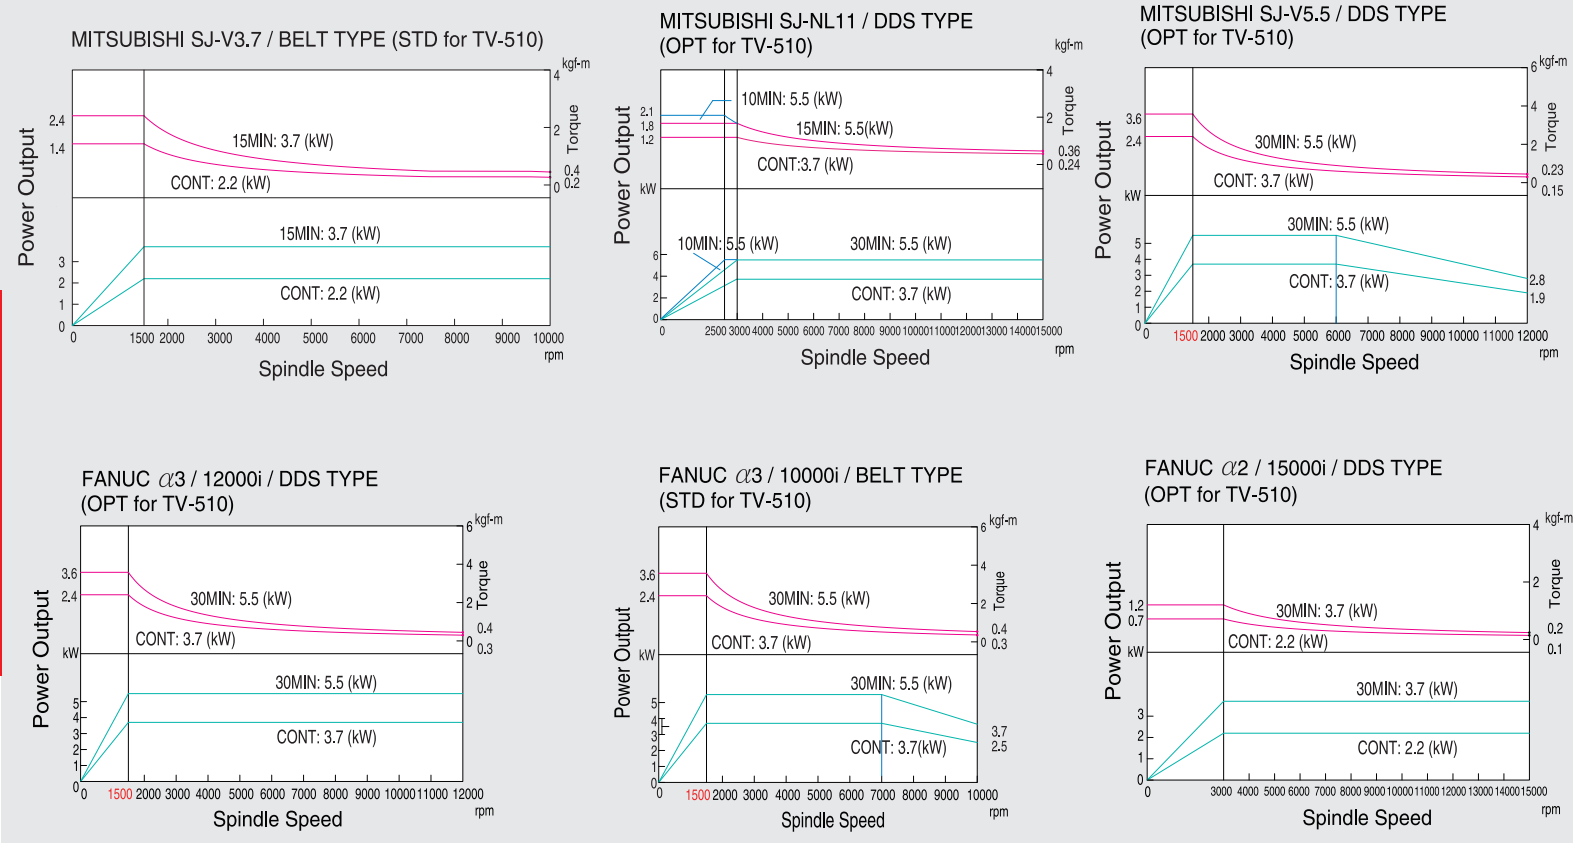 MITSUBISHI SJ-V3.7 / BELT TYPE (STD for TV-510)
kgf-m
4
2
0
Torque
0.4
0.2
2.4
1.4
15MIN: 3.7 (kW)
CONT: 2.2 (kW)
Power Output
15MIN: 3.7 (kW)
CONT: 2.2 (kW)
3
2
1
0
0 1500 2000 3000 4000 5000 6000 7000 8000 9000 10000
rpm
Spindle Speed
MITSUBISHI SJ-NL11 / DDS TYPE
(OPT for TV-510)
kgf-m
4
2
0
Torque
0.36
0.24
2.1
1.8
1.2
10MIN: 5.5 (kW)
15MIN: 5.5(kW)
CONT:3.7 (kW)
Power Output
kW
10MIN: 5.5 (kW)
30MIN: 5.5 (kW)
CONT: 3.7 (kW)
6
4
2
0
0 2500 3000 4000 5000 6000 7000 8000 9000 10000 11000 12000 13000 14000 15000
rpm
Spindle Speed
MITSUBISHI SJ-V5.5 / DDS TYPE
(OPT for TV-510)
kgf-m
6
4
2
0
Torque
0.23
0.15
3.6
2.4
30MIN: 5.5 (kW)
CONT: 3.7 (kW)
Power Output
kW
30MIN: 5.5 (kW)
CONT: 3.7 (kW)
2.8
1.9
5
4
3
2
1
0
0 1500 2000 3000 4000 5000 6000 7000 8000 9000 10000 11000 12000
rpm
Spindle Speed
FANUC α3 / 12000i / DDS TYPE
(OPT for TV-510)
kgf-m
6
4
2
0
Torque
0.4
0.3
3.6
2.4
30MIN: 5.5 (kW)
CONT: 3.7 (kW)
Power Output
kW
30MIN: 5.5 (kW)
CONT: 3.7 (kW)
5
4
3
2
1
0
0 1500 2000 3000 4000 5000 6000 7000 8000 9000 10000 11000 12000
rpm
Spindle Speed
FANUC α3 / 10000i / BELT TYPE
(STD for TV-510)
kgf-m
6
4
2
0
Torque
0.4
0.3
3.6
2.4
30MIN: 5.5 (kW)
CONT: 3.7 (kW)
Power Output
kW
30MIN: 5.5 (kW)
CONT: 3.7(kW)
3.7
2.5
5
4
3
2
1
0
0 1500 2000 3000 4000 5000 6000 7000 8000 9000 10000
rpm
Spindle Speed
FANUC α2 / 15000i / DDS TYPE
(OPT for TV-510)
kgf-m
4
2
0
Torque
0.2
0.1
1.2
0.7
30MIN: 3.7 (kW)
CONT: 2.2 (kW)
Power Output
kW
30MIN: 3.7 (kW)
CONT: 2.2 (kW)
3
2
1
0
0 3000 4000 5000 6000 7000 8000 9000 10000 11000 12000 13000 14000 15000
rpm
Spindle Speed